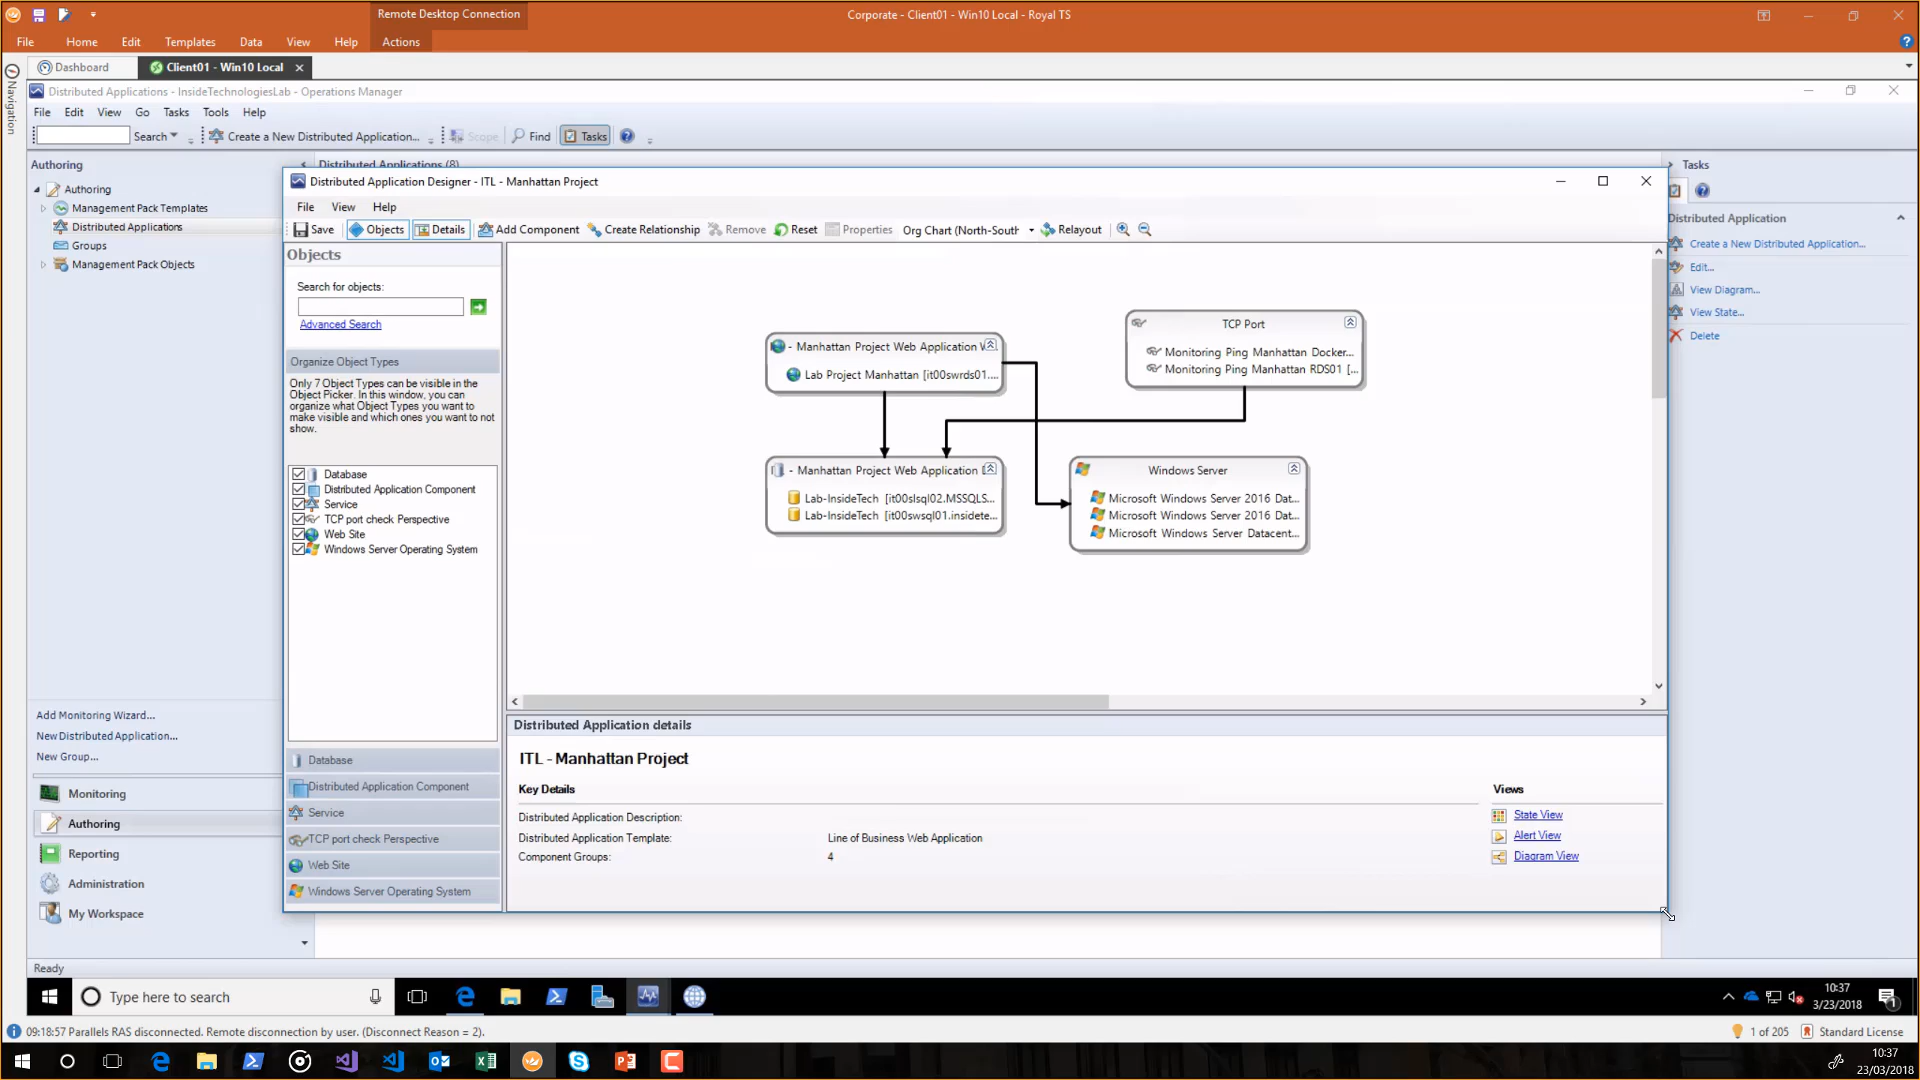 Remote Desktop Connection
Corporate - Client01 - Win10 Local - Royal TS
File Home Edit Templates Data View Help Actions
Navigation
Dashboard
Client01 - Win10 Local
Distributed Applications - InsideTechnologiesLab - Operations Manager
File Edit View Go Tasks Tools Help
Search Create a New Distributed Application... Scope Find Tasks
Authoring
Authoring
Management Pack Templates
Distributed Applications
Groups
Management Pack Objects
Add Monitoring Wizard...
New Distributed Application...
New Group...
Monitoring
Authoring
Reporting
Administration
My Workspace
Ready
Distributed Applications (8)
Distributed Application Designer - ITL - Manhattan Project
File View Help
Save Objects Details Add Component Create Relationship Remove Reset Properties Org Chart (North-South Relayout
Objects
Search for objects:
Advanced Search
Organize Object Types
Only 7 Object Types can be visible in the
Object Picker. In this window, you can
organize what Object Types you want to
make visible and which ones you want to not
show.
Database
Distributed Application Component
Service
TCP port check Perspective
Web Site
Windows Server Operating System
Database
Distributed Application Component
Service
TCP port check Perspective
Web Site
Windows Server Operating System
- Manhattan Project Web Application
Lab Project Manhattan [it00swrds01....
TCP Port
Monitoring Ping Manhattan Docker...
Monitoring Ping Manhattan RDS01 [...
- Manhattan Project Web Application
Lab-InsideTech [it00slsql02.MSSQLS...
Lab-InsideTech [it00swsql01.insidete...
Windows Server
Microsoft Windows Server 2016 Dat...
Microsoft Windows Server 2016 Dat...
Microsoft Windows Server Datacent...
Distributed Application details
ITL - Manhattan Project
Key Details
Distributed Application Description:
Distributed Application Template: Line of Business Web Application
Component Groups: 4
Views
State View
Alert View
Diagram View
Tasks
Distributed Application
Create a New Distributed Application...
Edit...
View Diagram...
View State...
Delete
Type here to search
10:37
3/23/2018
1
09:18:57 Parallels RAS disconnected. Remote disconnection by user. (Disconnect Reason = 2).
1 of 205 Standard License
10:37
23/03/2018